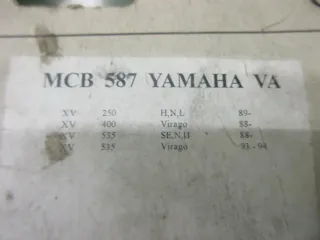 MCB 587 YAMAHA VA
XV 250 H,N,L 89-
XV 400 Virago 88-
XV 535 SE,N,H 88-
XV 535 Virago 93 - 94